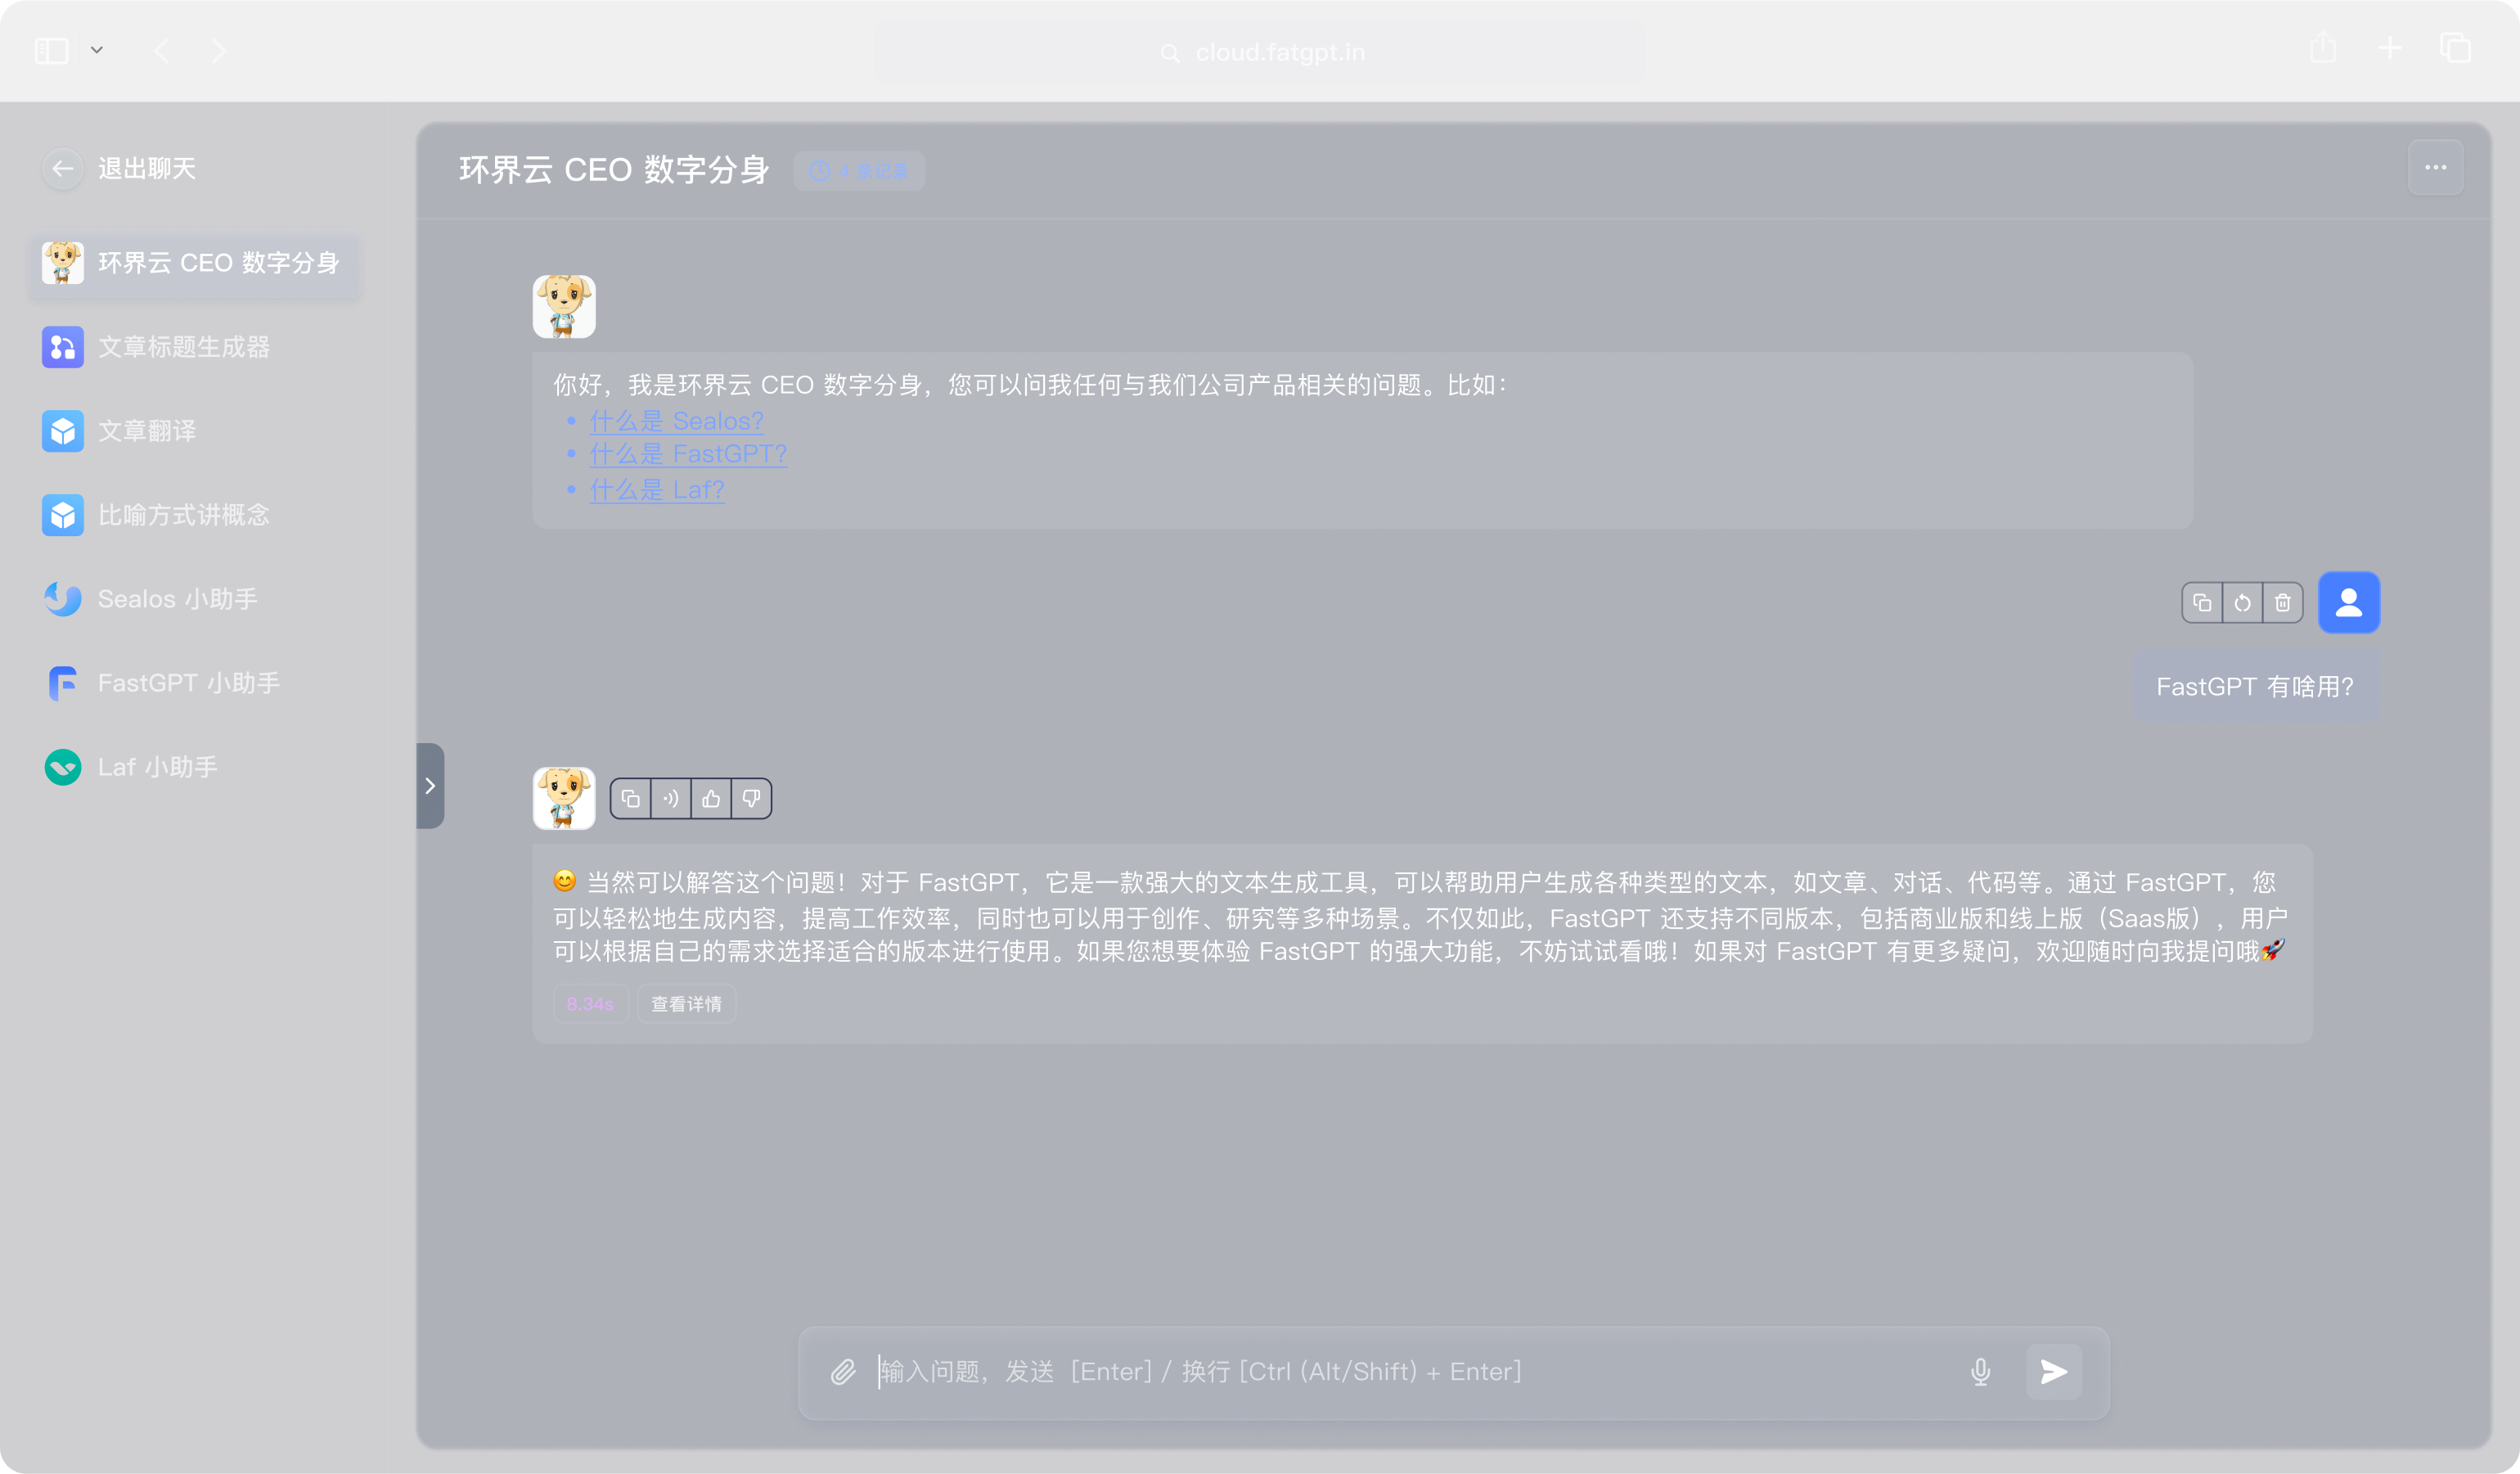 cloud.fatgpt.in
退出聊天
环界云 CEO 数字分身
文章标题生成器
文章翻译
比喻方式讲概念
Sealos 小助手
FastGPT 小助手
Laf 小助手
环界云 CEO 数字分身
4 条记录
你好，我是环界云 CEO 数字分身，您可以问我任何与我们公司产品相关的问题。比如：
什么是 Sealos?
什么是 FastGPT?
什么是 Laf?
FastGPT 有啥用?
😊 当然可以解答这个问题！对于 FastGPT，它是一款强大的文本生成工具，可以帮助用户生成各种类型的文本，如文章、对话、代码等。通过 FastGPT，您
可以轻松地生成内容，提高工作效率，同时也可以用于创作、研究等多种场景。不仅如此，FastGPT 还支持不同版本，包括商业版和线上版（Saas版），用户
可以根据自己的需求选择适合的版本进行使用。如果您想要体验 FastGPT 的强大功能，不妨试试看哦！如果对 FastGPT 有更多疑问，欢迎随时向我提问哦🚀
8.34s
查看详情
输入问题，发送 [Enter] / 换行 [Ctrl (Alt/Shift) + Enter]